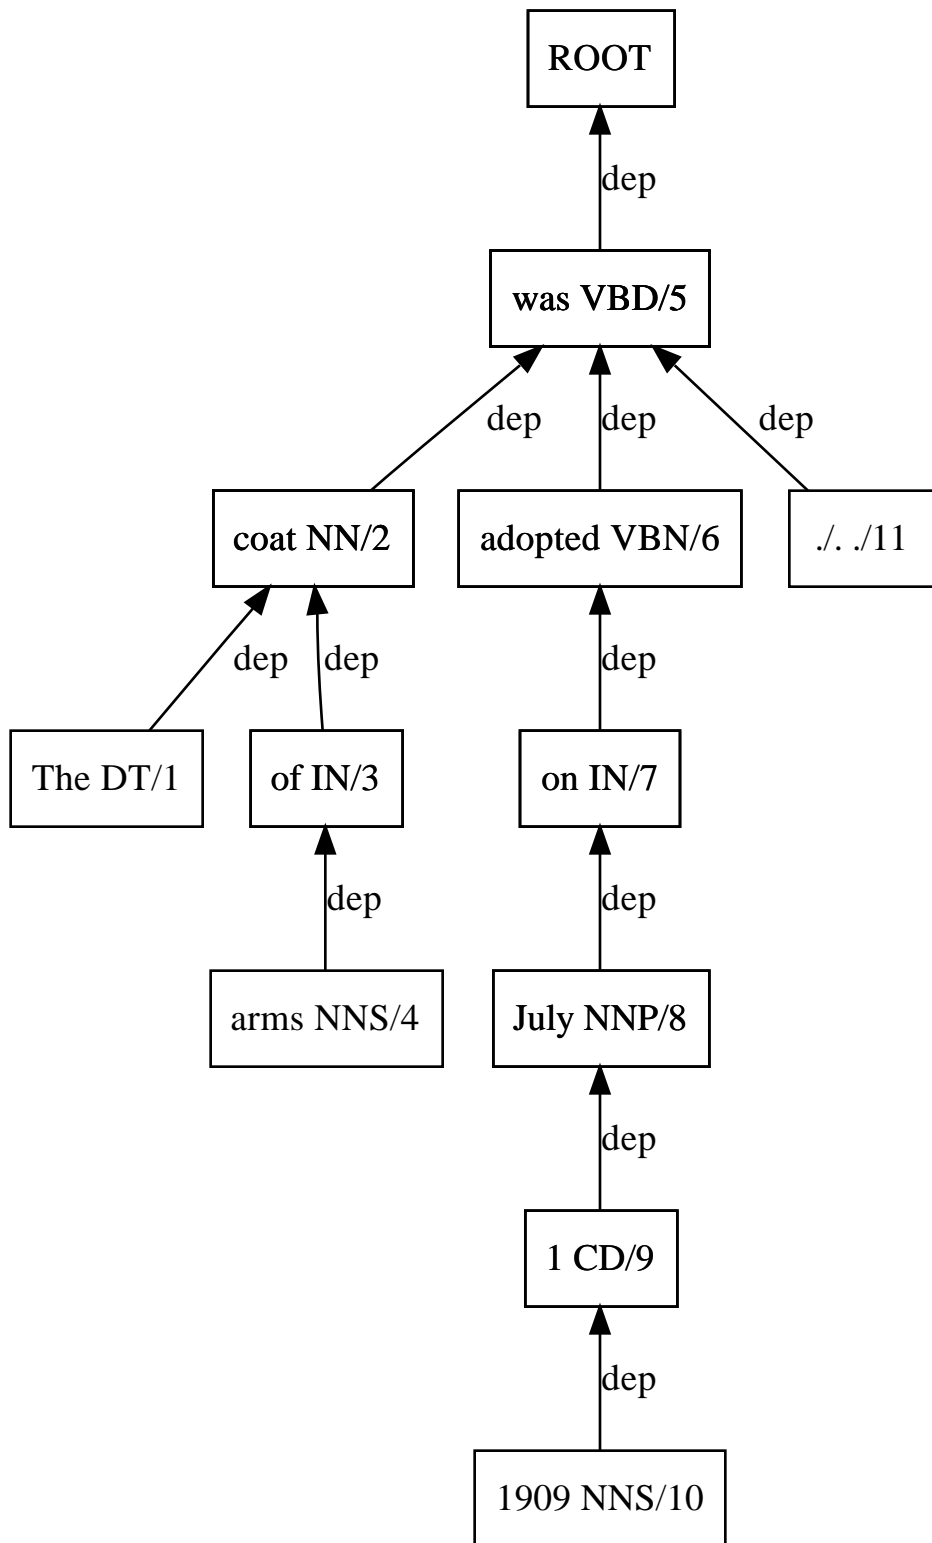 ROOT
dep
was VBD/5
dep dep dep
coat NN/2 adopted VBN/6 ./. ./11
dep dep dep
The DT/1 of IN/3 on IN/7
dep dep
arms NNS/4 July NNP/8
dep
1 CD/9
dep
1909 NNS/10